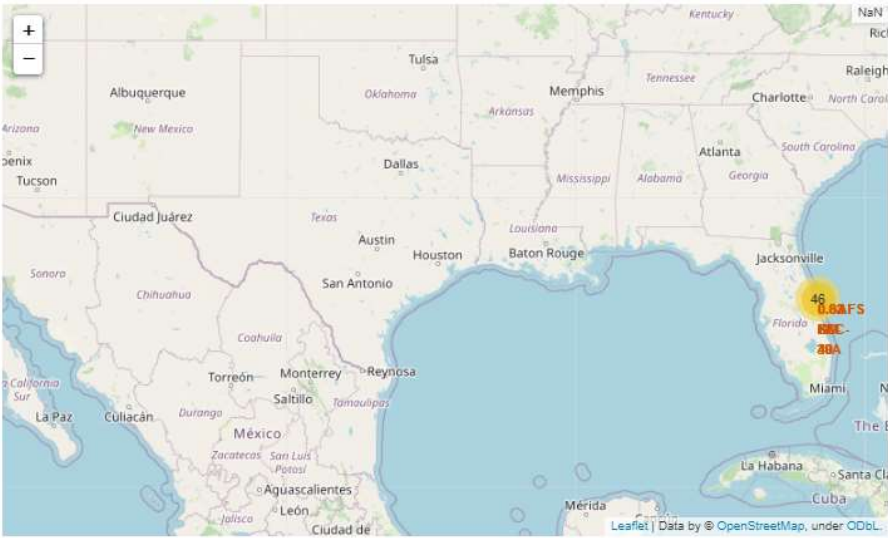 +
−
NaN
Kentucky
Ric
Tulsa
Raleigh
Albuquerque
Oklahoma
Memphis
Tennessee
Charlotte
North Carol
Arkansas
Arizona
New Mexico
oenix
Dallas
Atlanta
South Carolina
Tucson
Mississippi
Alabama
Georgia
Ciudad Juárez
Texas
Louisiana
Austin
Houston
Baton Rouge
Jacksonville
Sonora
San Antonio
Chihuahua
46
Florida
Coahuila
Torreón
Monterrey
Reynosa
a California
Sur
Saltillo
Tamaulipas
Miami
N
La Paz
Culiacán
Durango
México
The B
Zacatecas
San Luis
Potosí
La Habana
Santa Cla
Aguascalientes
Cuba
León
Mérida
Jalisco
Ciudad de
Leaflet | Data by © OpenStreetMap, under ODbL.